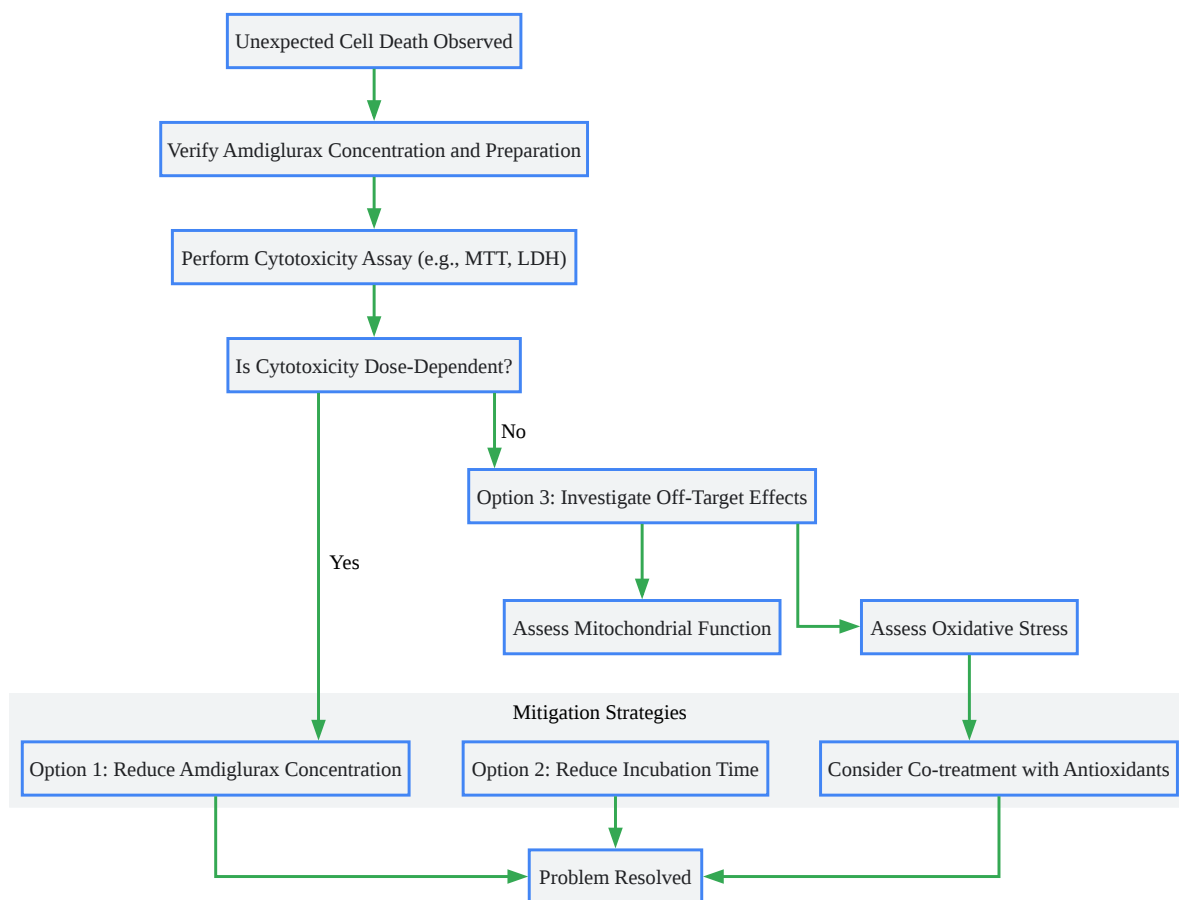 Unexpected Cell Death Observed
Verify Amdiglurax Concentration and Preparation
Perform Cytotoxicity Assay (e.g., MTT, LDH)
Is Cytotoxicity Dose-Dependent?
No
Option 3: Investigate Off-Target Effects
Yes
Assess Mitochondrial Function
Assess Oxidative Stress
Mitigation Strategies
Option 1: Reduce Amdiglurax Concentration
Option 2: Reduce Incubation Time
Consider Co-treatment with Antioxidants
Problem Resolved